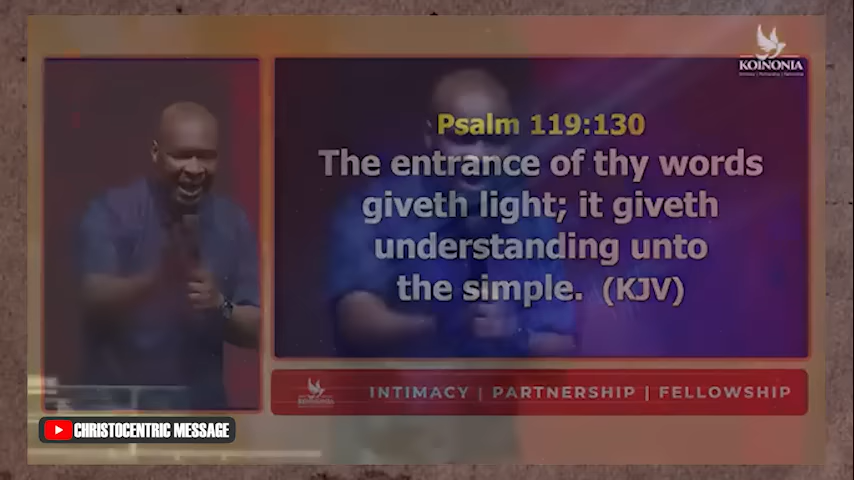 KOINONIA
Psalm 119:130
The entrance of thy words
giveth light; it giveth
understanding unto
the simple. (KJV)
INTIMACY | PARTNERSHIP | FELLOWSHIP
KOINONIA
CHRISTOCENTRIC MESSAGE